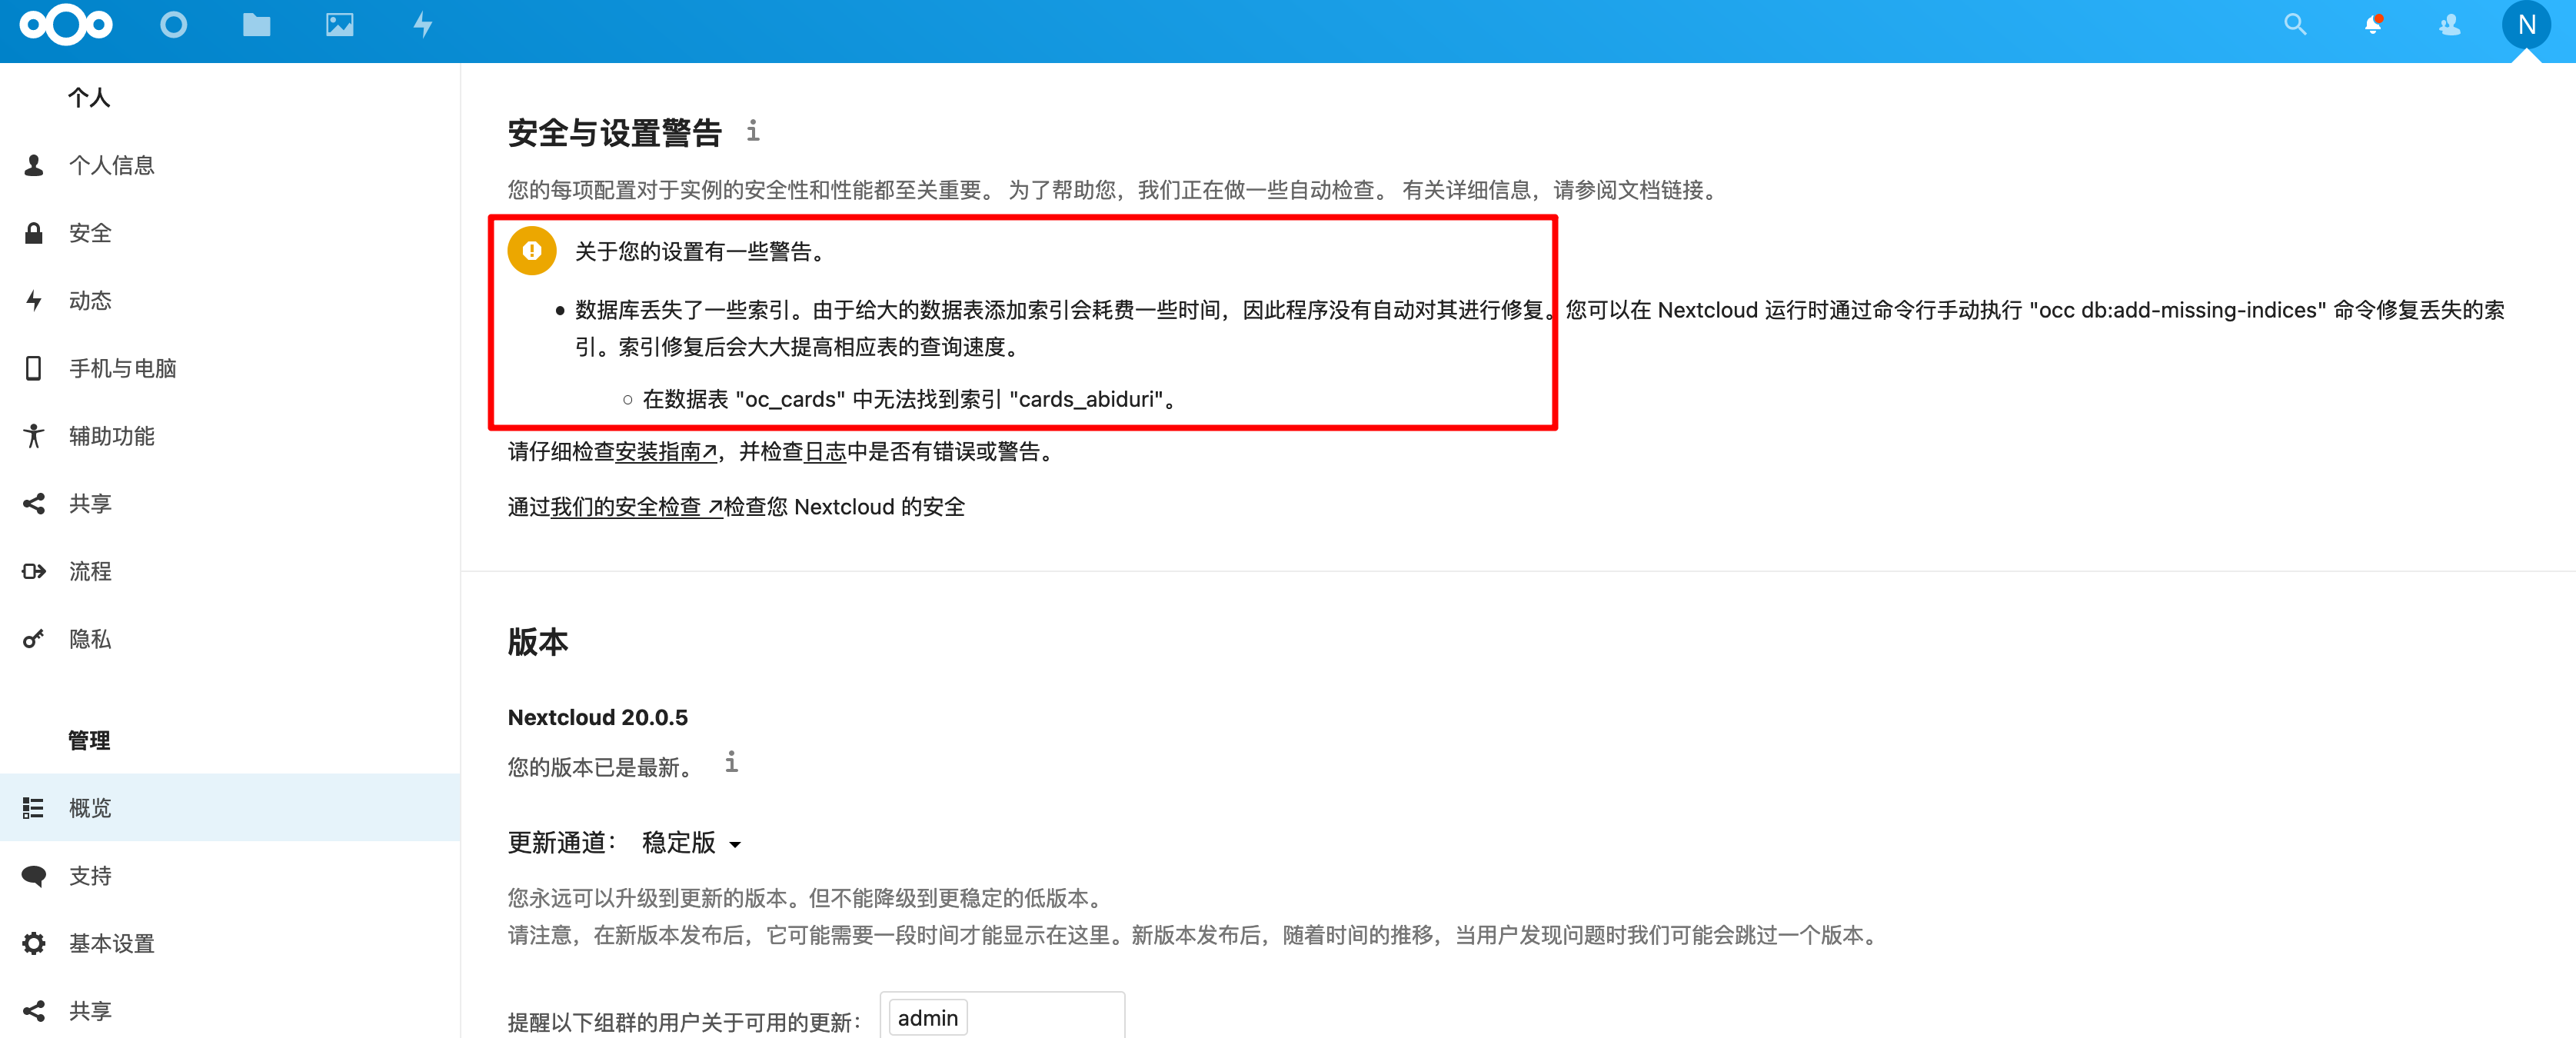 N
个人
个人信息
安全
动态
手机与电脑
辅助功能
共享
流程
隐私
管理
概览
支持
基本设置
共享
安全与设置警告
您的每项配置对于实例的安全性和性能都至关重要。 为了帮助您，我们正在做一些自动检查。 有关详细信息，请参阅文档链接。
关于您的设置有一些警告。
数据库丢失了一些索引。由于给大的数据表添加索引会耗费一些时间，因此程序没有自动对其进行修复。您可以在 Nextcloud 运行时通过命令行手动执行 "occ db:add-missing-indices" 命令修复丢失的索
引。索引修复后会大大提高相应表的查询速度。
在数据表 "oc_cards" 中无法找到索引 "cards_abiduri"。
请仔细检查安装指南↗，并检查日志中是否有错误或警告。
通过我们的安全检查 ↗检查您 Nextcloud 的安全
版本
Nextcloud 20.0.5
您的版本已是最新。
更新通道： 稳定版
您永远可以升级到更新的版本。但不能降级到更稳定的低版本。
请注意，在新版本发布后，它可能需要一段时间才能显示在这里。新版本发布后，随着时间的推移，当用户发现问题时我们可能会跳过一个版本。
提醒以下组群的用户关于可用的更新： admin